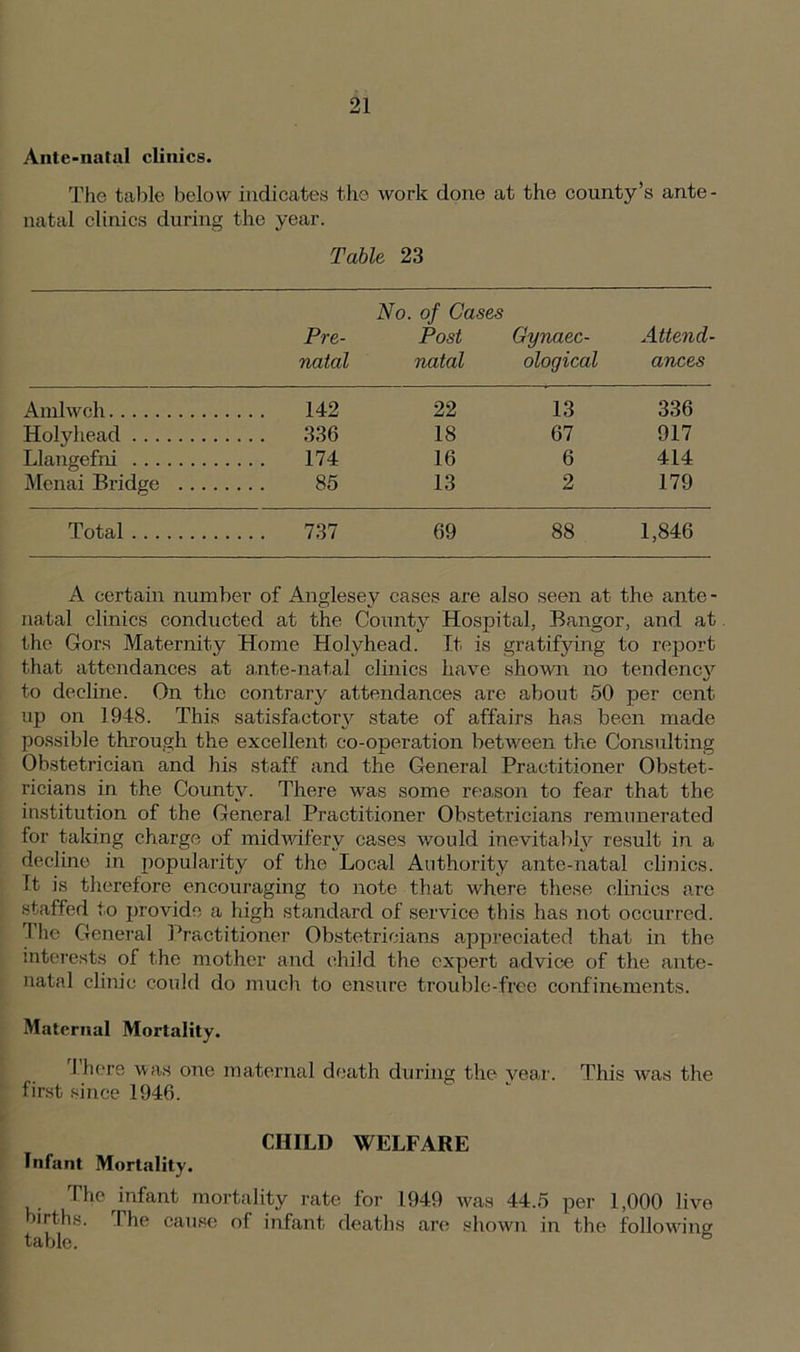 21
Ante-natal clinics.
The table below indicates the work done at the county's ante-
natal clinics during the year.
Table 23
No. of Cases
Pre- Post Gynaec- Attend-
natal natal ological ances
Amlwch............... 142 22 13 336
Holyhead ............. 336 18 67 917
Llangefni ............. 174 16 6 414
Menai Bridge ......... 85 13 2 179
Total ............. 737 69 88 1,846
A certain number of Anglesey cases are also seen at the ante-
natal clinics conducted at the County Hospital, Bangor, and at
the Gors Maternity Home Holyhead. It is gratifying to report
that attendances at ante-natal clinics have shown no tendency
to decline. On the contrary attendances are about 50 per cent
up on 1948. This satisfactory state of affairs has been made
possible through the excellent co-operation between the Consulting
Obstetrician and his staff and the General Practitioner Obstet-
ricians in the County. There was some reason to fear that the
institution of the General Practitioner Obstetricians remunerated
for taking charge of midwifery cases would inevitably result in a
decline in popularity of the Local Authority ante-natal clinics.
It is therefore encouraging to note that where these clinics are
staffed to provide a high standard of service this has not occurred.
The General Practitioner Obstetricians appreciated that in the
interests of the mother and child the expert advice of the ante-
natal clinic could do much to ensure trouble-free confinements.
Maternal Mortality.
There was one maternal death during the year. This was the
first since 1946.
CHILD WELFARE
Infant Mortality.
The infant mortality rate for 1949 was 44.5 per 1,000 live
births. The cause of infant deaths are shown in the following
table.